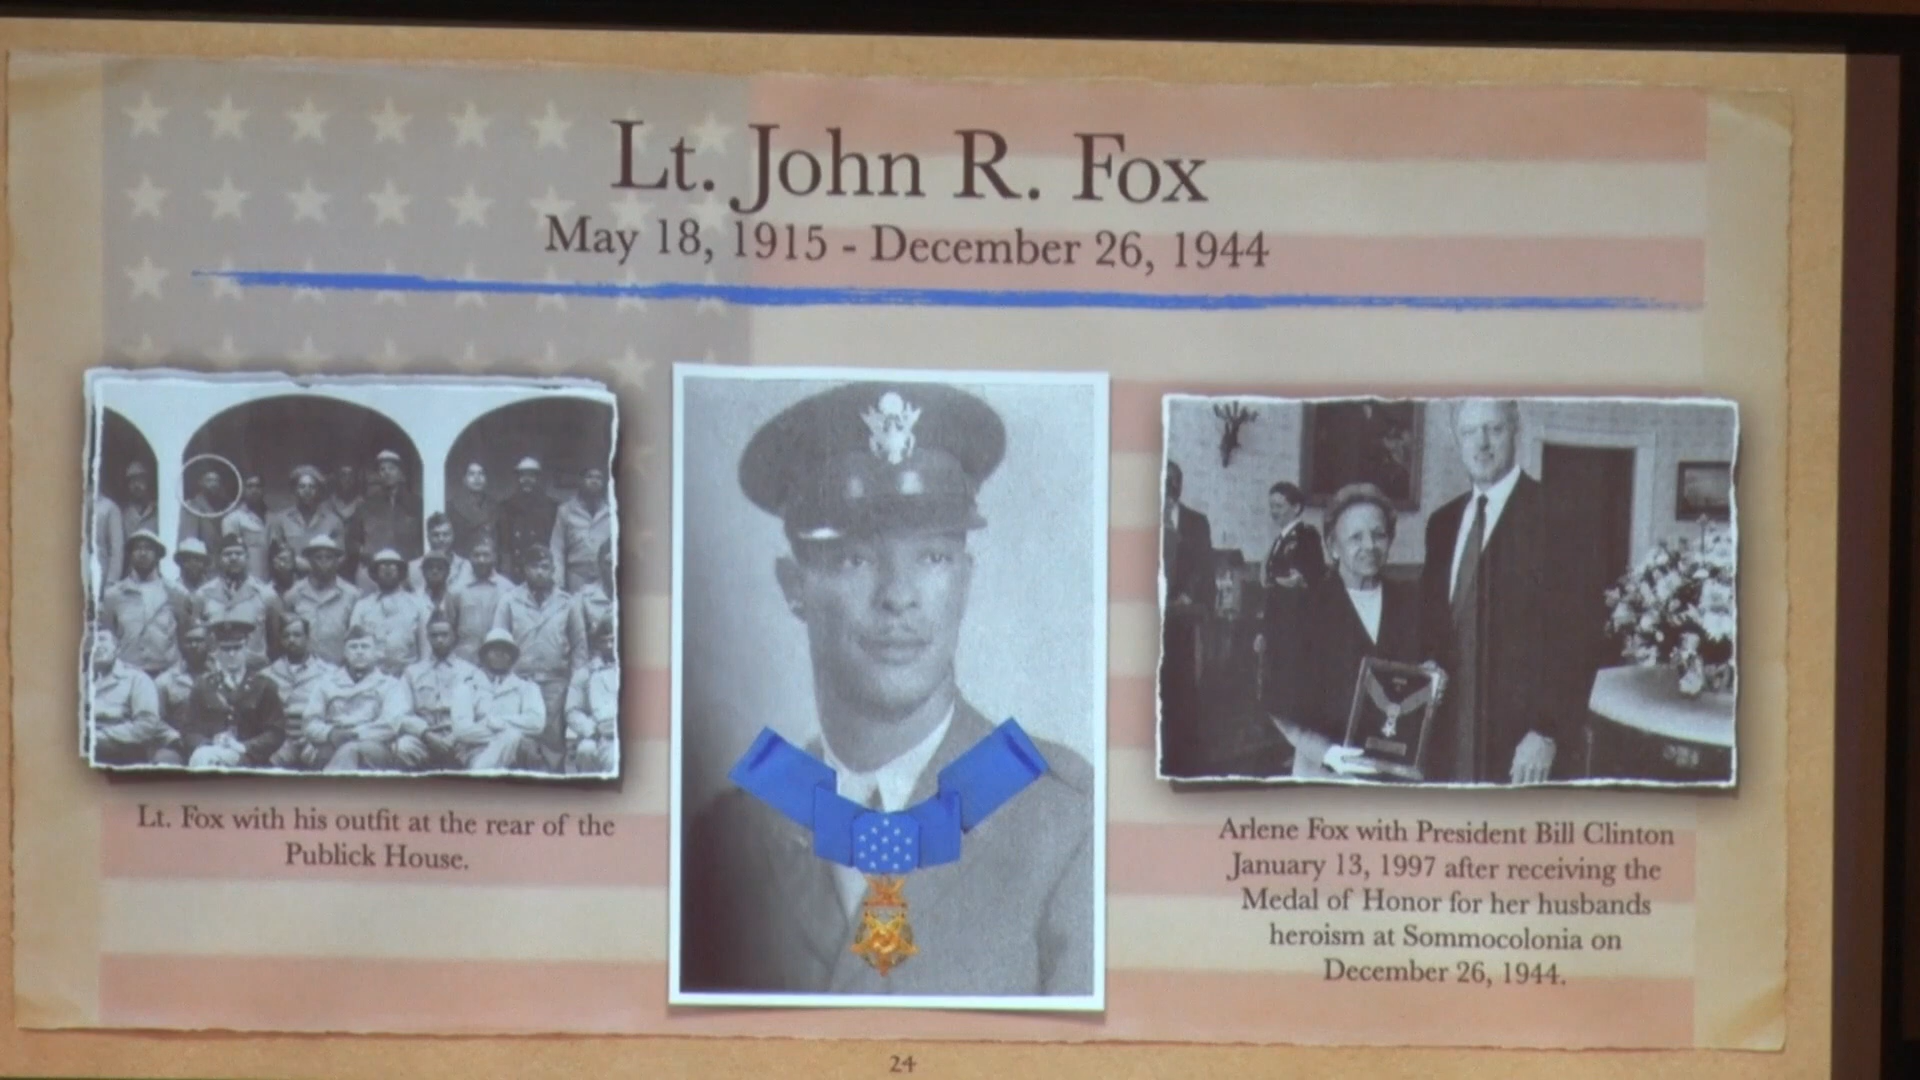 Lt. John R. Fox
May 18, 1915 - December 26, 1944
Lt. Fox with his outfit at the rear of the
Publick House.
Arlene Fox with President Bill Clinton
January 13, 1997 after receiving the
Medal of Honor for her husbands
heroism at Sommocolonia on
December 26, 1944.
24